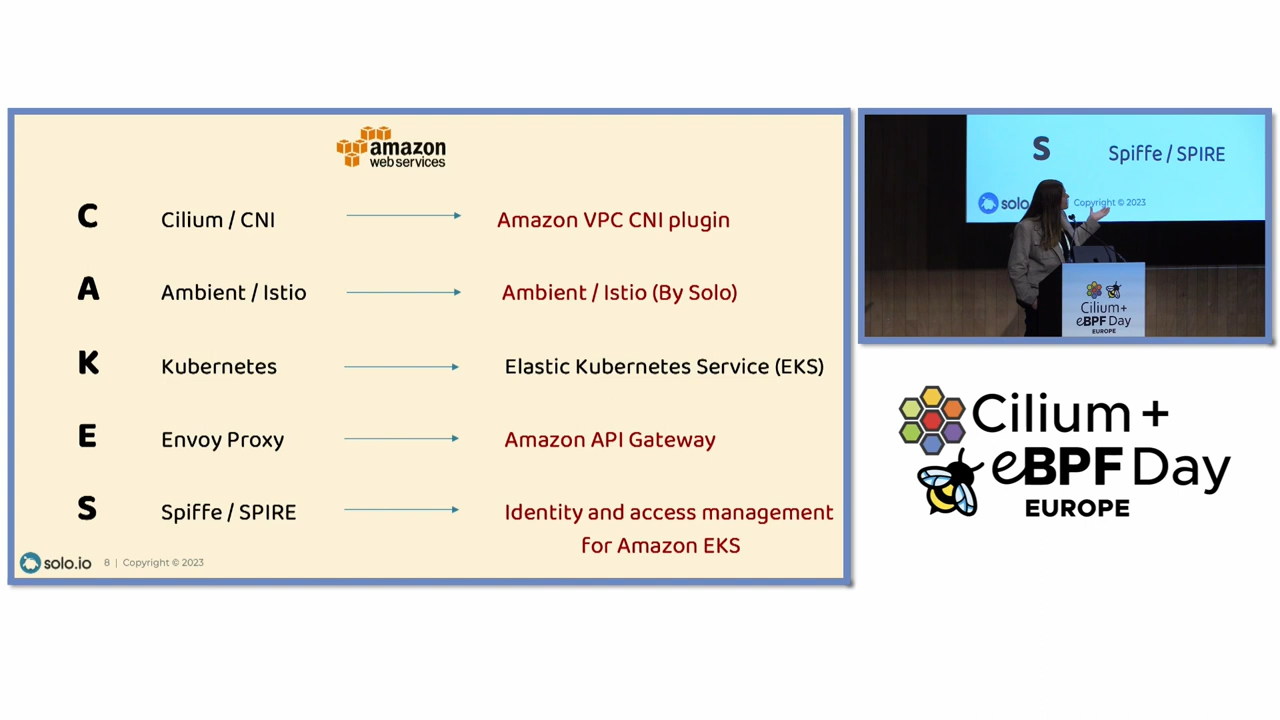 amazon
web services
C Cilium / CNI Amazon VPC CNI plugin
A Ambient / Istio Ambient / Istio (By Solo)
K Kubernetes Elastic Kubernetes Service (EKS)
E Envoy Proxy Amazon API Gateway
S Spiffe / SPIRE Identity and access management
for Amazon EKS
solo.io 8 | Copyright © 2023
S Spiffe / SPIRE
solo Copyright © 2023
Cilium+
eBPF Day
EUROPE
Cilium +
eBPF Day
EUROPE